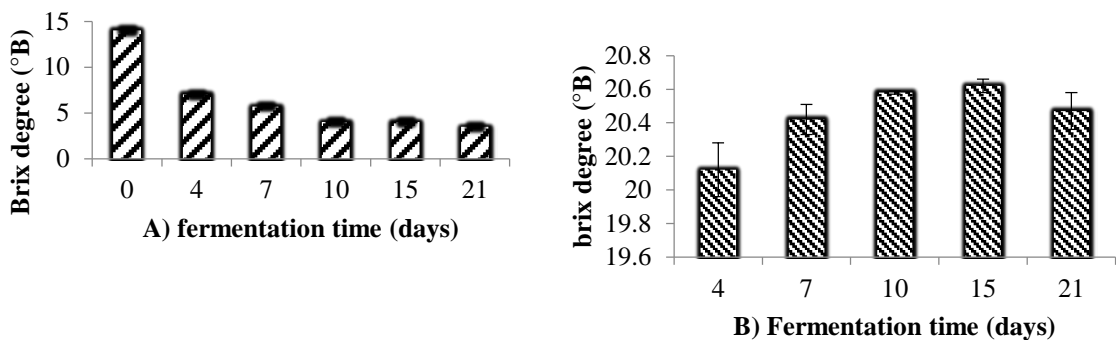 Brix degree (°B)
15
10
5
0
0 4 7 10 15 21
A) fermentation time (days)
brix degree (°B)
20.8
20.6
20.4
20.2
20
19.8
19.6
4 7 10 15 21
B) Fermentation time (days)